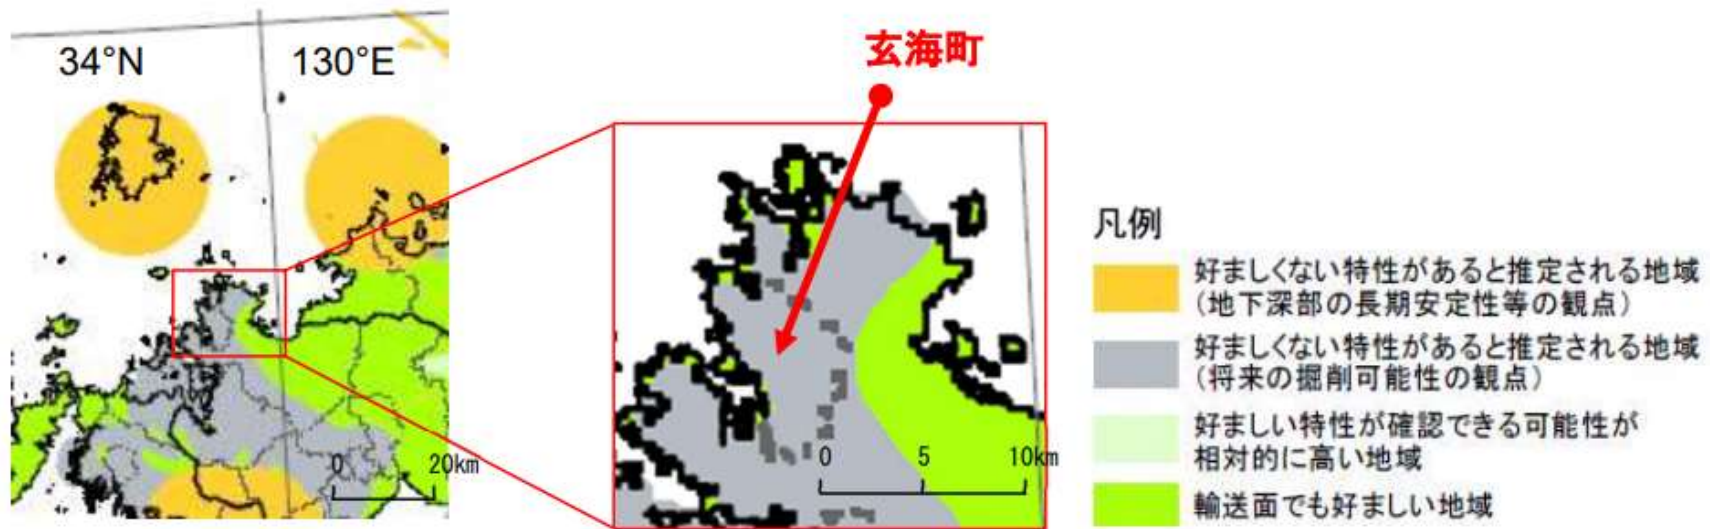 34°N
130°E
0
20km
玄海町
0
5
10km
凡例
好ましくない特性があると推定される地域
（地下深部の長期安定性等の観点）
好ましくない特性があると推定される地域
（将来の掘削可能性の観点）
好ましい特性が確認できる可能性が
相対的に高い地域
輸送面でも好ましい地域